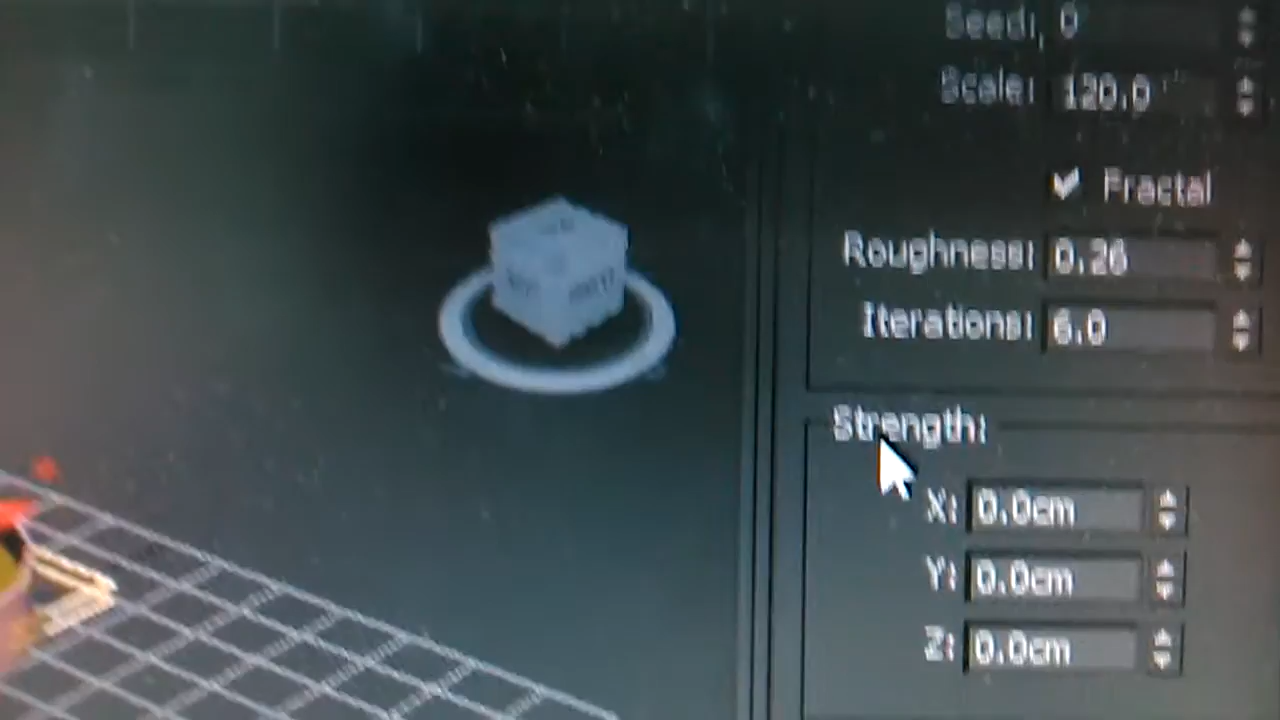 Seed: 0
Scale: 120.0
Fractal
Roughness: 0.26
Iterations: 6.0
Strength:
X: 0.0cm
Y: 0.0cm
Z: 0.0cm